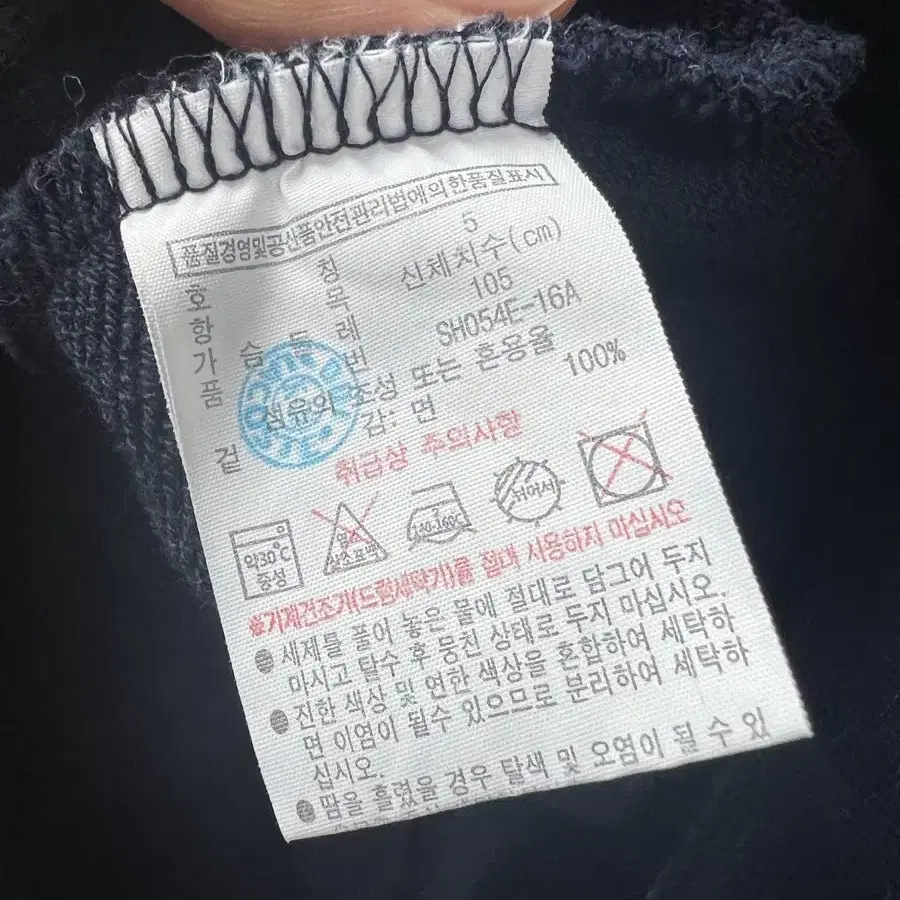 품질경영및공산품안전관리법에의한품질표시
호 칭 5
항 목 신체치수(cm)
가 슴 둘 레 105
품 번 SH054E-16A
섬유의 조성 또는 혼용율
겉 감: 면 100%
취급상 주의사항
약30℃ 중성
염소표백
140~160℃
뉘어서
※기계건조기(드럼세탁기)를 절대 사용하지 마십시오
● 세제를 풀어 놓은 물에 절대로 담그어 두지
마시고 탈수 후 뭉친 상태로 두지 마십시오.
● 진한 색상 및 연한 색상을 혼합하여 세탁하
면 이염이 될수 있으므로 분리하여 세탁하
십시오.
● 땀을 흘렸을 경우 탈색 및 오염이 될 수 있